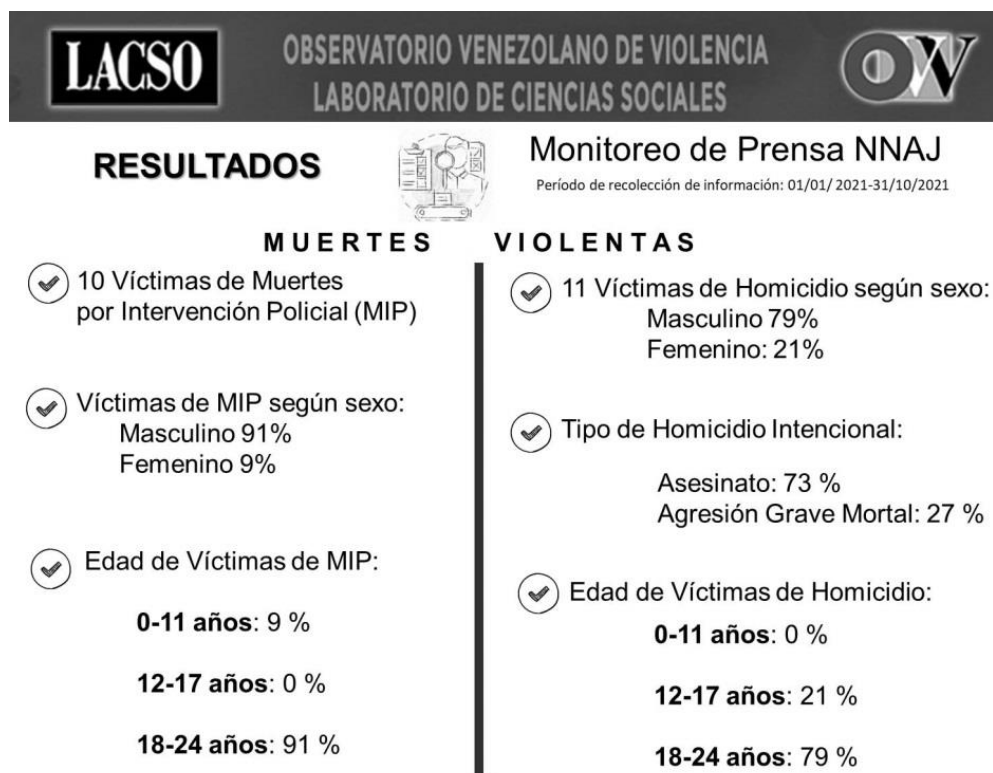 LACSO
OBSERVATORIO VENEZOLANO DE VIOLENCIA
LABORATORIO DE CIENCIAS SOCIALES
OVV
RESULTADOS
Monitoreo de Prensa NNAJ
Período de recolección de información: 01/01/ 2021-31/10/2021
MUERTES VIOLENTAS
10 Víctimas de Muertes
por Intervención Policial (MIP)
Víctimas de MIP según sexo:
Masculino 91%
Femenino 9%
Edad de Víctimas de MIP:
0-11 años: 9 %
12-17 años: 0 %
18-24 años: 91 %
11 Víctimas de Homicidio según sexo:
Masculino 79%
Femenino: 21%
Tipo de Homicidio Intencional:
Asesinato: 73 %
Agresión Grave Mortal: 27 %
Edad de Víctimas de Homicidio:
0-11 años: 0 %
12-17 años: 21 %
18-24 años: 79 %